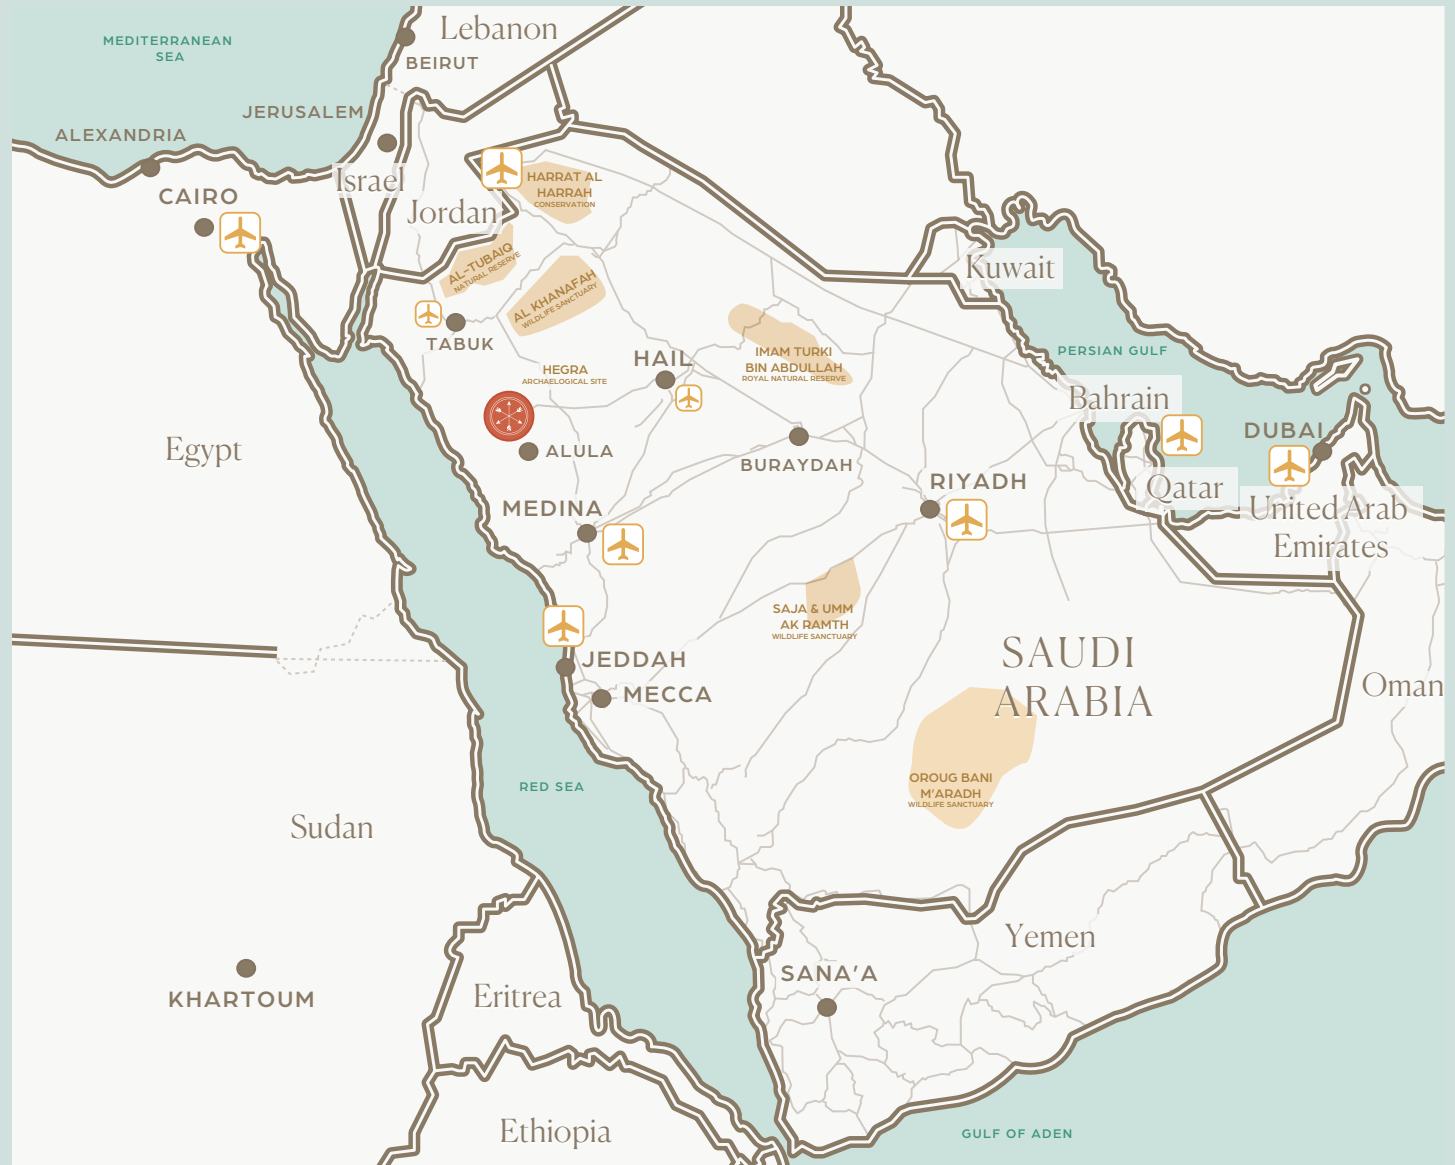 Lebanon
MEDITERRANEAN
SEA
BEIRUT
JERUSALEM
ALEXANDRIA
Israel
HARRAT AL
HARRAH
CONSERVATION
CAIRO
Jordan
AL-TUBAIQ
NATURAL RESERVE
Kuwait
AL KHANAFAH
WILDLIFE SANCTUARY
TABUK
HAIL
IMAM TURKI
BIN ABDULLAH
ROYAL NATURAL RESERVE
PERSIAN GULF
HEGRA
ARCHAELOGICAL SITE
Bahrain
DUBAI
Egypt
ALULA
BURAYDAH
RIYADH
Qatar
MEDINA
United Arab
Emirates
SAJA & UMM
AK RAMTH
WILDLIFE SANCTUARY
JEDDAH
SAUDI
ARABIA
MECCA
Oman
RED SEA
OROUG BANI
M'ARADH
WILDLIFE SANCTUARY
Sudan
Yemen
SANA'A
KHARTOUM
Eritrea
Ethiopia
GULF OF ADEN